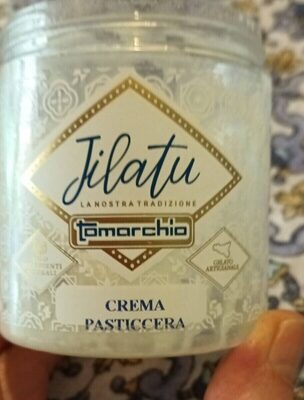 Jilatu
LA NOSTRA TRADIZIONE
tomarchio
GELATO
ARTIGIANALE
CREMA
PASTICCERA